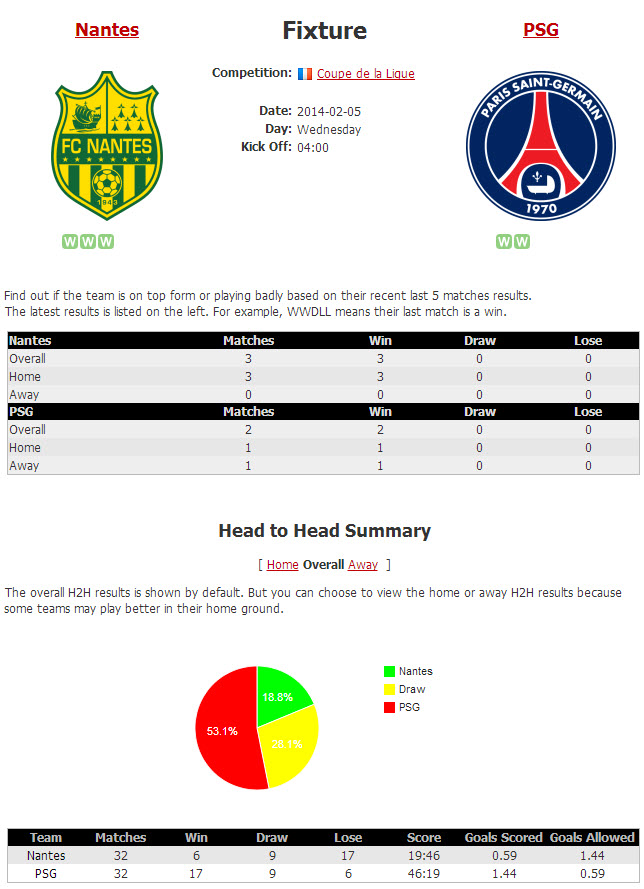 Nantes
Fixture
PSG
Competition: Coupe de la Ligue
Date: 2014-02-05
Day: Wednesday
Kick Off: 04:00
FC NANTES
1943
PARIS SAINT-GERMAIN
1970
W W W
W W
Find out if the team is on top form or playing badly based on their recent last 5 matches results.
The latest results is listed on the left. For example, WWDLL means their last match is a win.
Nantes Matches Win Draw Lose
Overall 3 3 0 0
Home 3 3 0 0
Away 0 0 0 0
PSG Matches Win Draw Lose
Overall 2 2 0 0
Home 1 1 0 0
Away 1 1 0 0
Head to Head Summary
[ Home Overall Away ]
The overall H2H results is shown by default. But you can choose to view the home or away H2H results because
some teams may play better in their home ground.
Nantes
Draw
PSG
18.8%
53.1%
28.1%
Team Matches Win Draw Lose Score Goals Scored Goals Allowed
Nantes 32 6 9 17 19:46 0.59 1.44
PSG 32 17 9 6 46:19 1.44 0.59